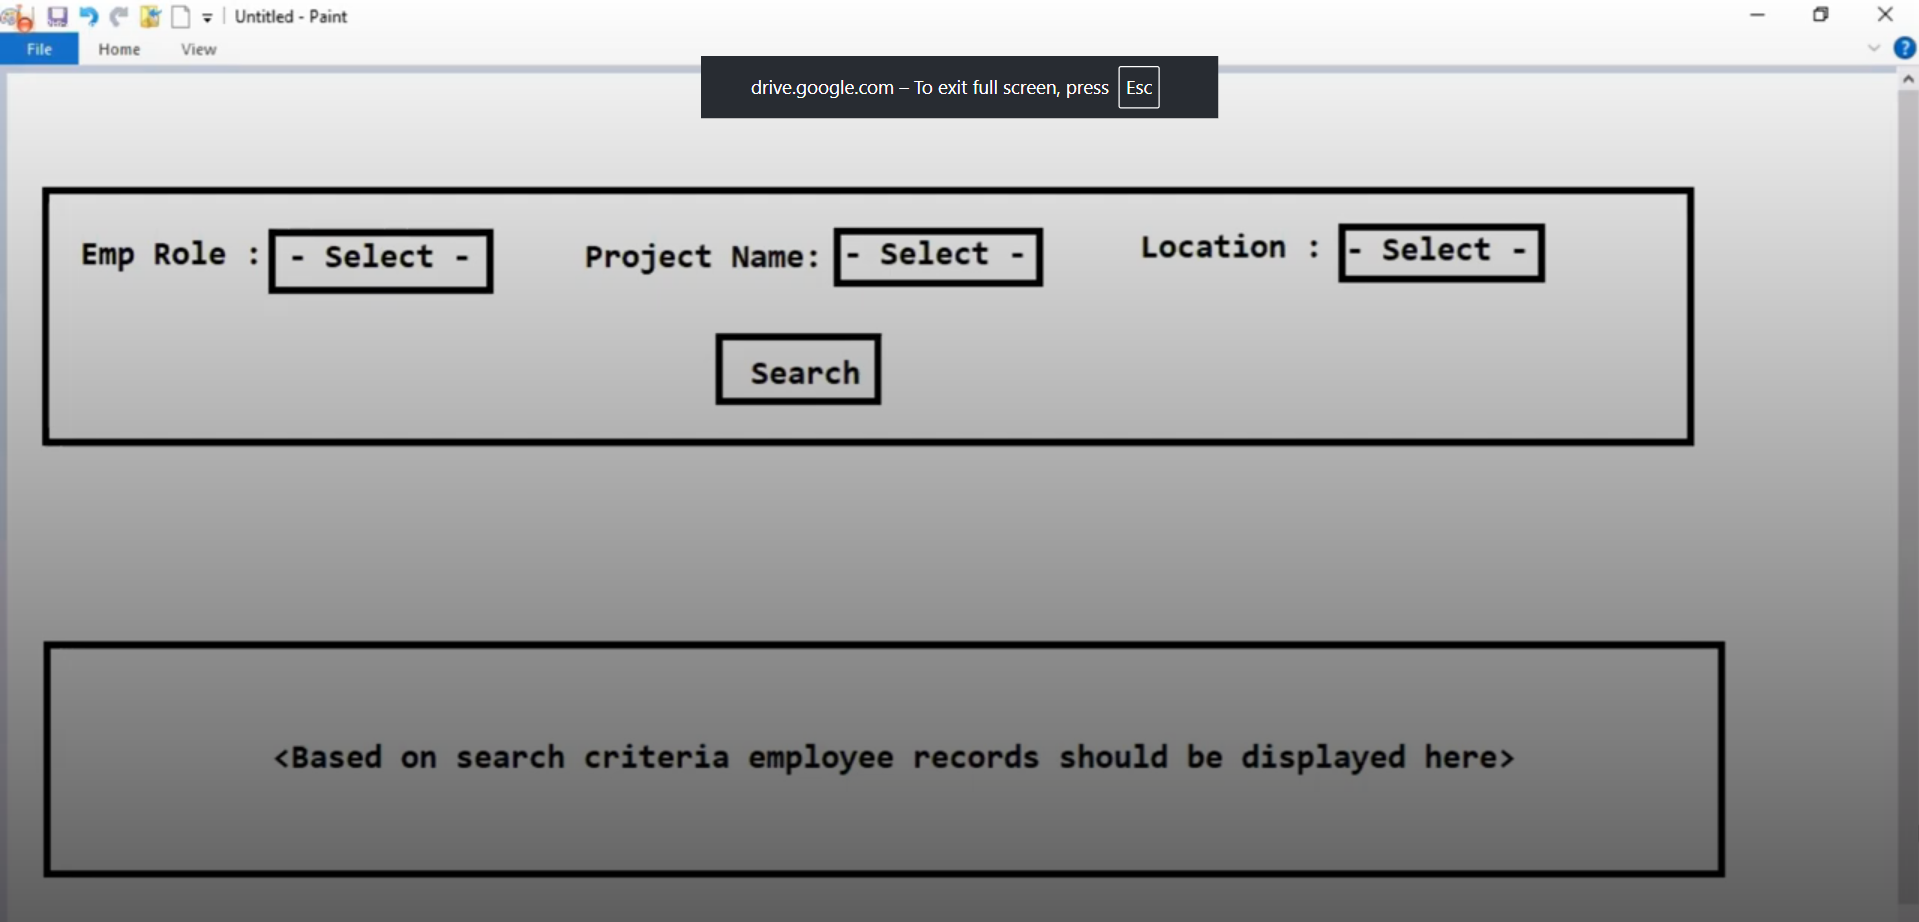 Untitled - Paint
File Home View
drive.google.com – To exit full screen, press Esc
Emp Role : - Select - Project Name: - Select - Location : - Select -
Search
<Based on search criteria employee records should be displayed here>